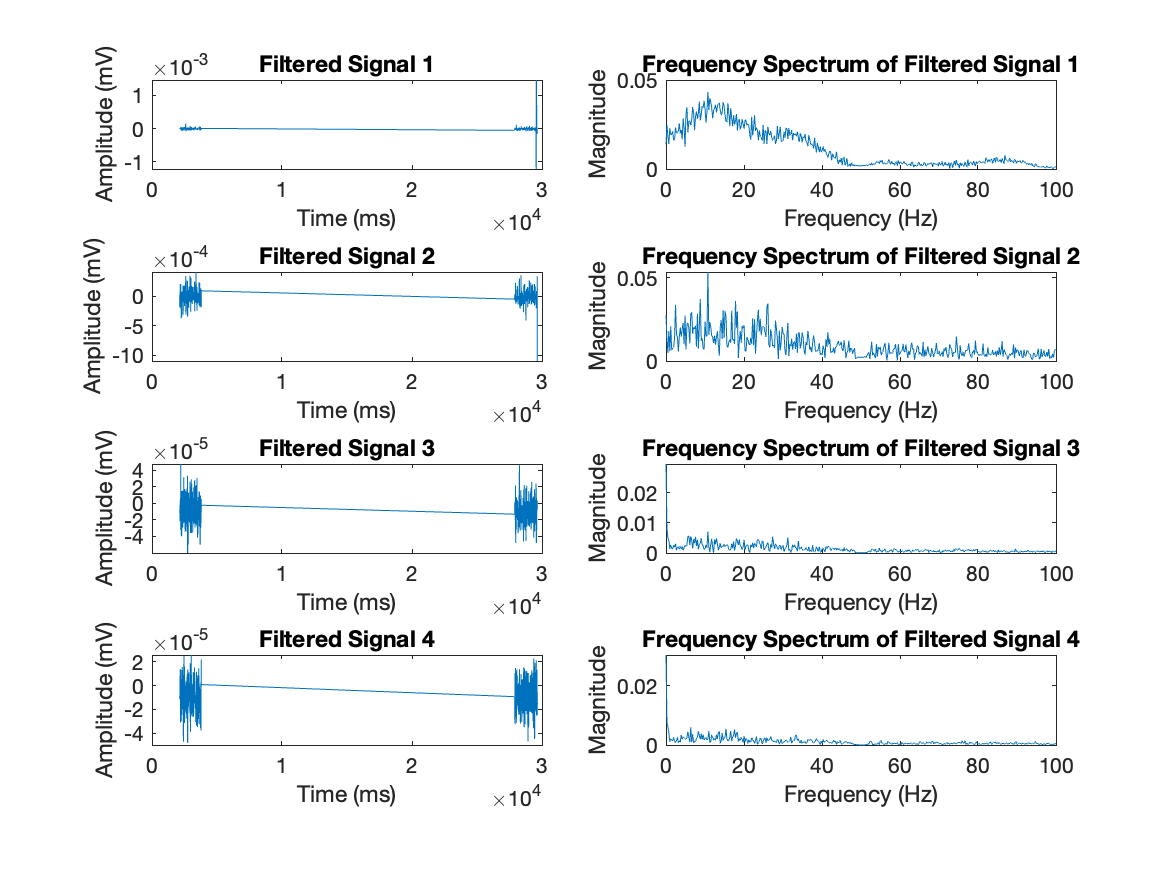 Filtered Signal 1
×10⁻³
Amplitude (mV)
1
0
-1
0 1 2 3
Time (ms)
×10⁴
Frequency Spectrum of Filtered Signal 1
Magnitude
0.05
0
0 20 40 60 80 100
Frequency (Hz)
Filtered Signal 2
×10⁻⁴
Amplitude (mV)
0
-5
-10
0 1 2 3
Time (ms)
×10⁴
Frequency Spectrum of Filtered Signal 2
Magnitude
0.05
0
0 20 40 60 80 100
Frequency (Hz)
Filtered Signal 3
×10⁻⁵
Amplitude (mV)
4
2
0
-2
-4
0 1 2 3
Time (ms)
×10⁴
Frequency Spectrum of Filtered Signal 3
Magnitude
0.02
0.01
0
0 20 40 60 80 100
Frequency (Hz)
Filtered Signal 4
×10⁻⁵
Amplitude (mV)
2
0
-2
-4
0 1 2 3
Time (ms)
×10⁴
Frequency Spectrum of Filtered Signal 4
Magnitude
0.02
0
0 20 40 60 80 100
Frequency (Hz)